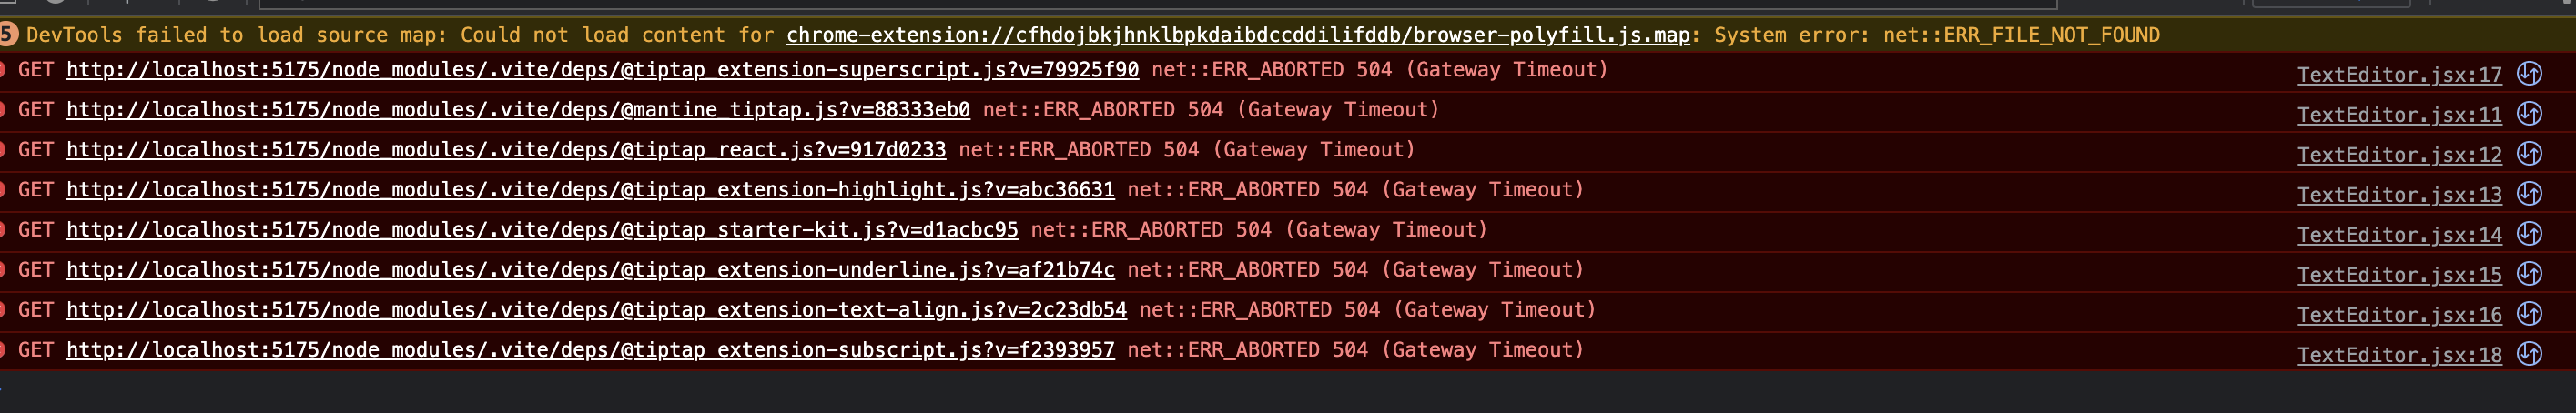 5 DevTools failed to load source map: Could not load content for chrome-extension://cfhdojbkjhnklbpkdaibdccddilifddb/browser-polyfill.js.map: System error: net::ERR_FILE_NOT_FOUND
GET http://localhost:5175/node_modules/.vite/deps/@tiptap_extension-superscript.js?v=79925f90 net::ERR_ABORTED 504 (Gateway Timeout) TextEditor.jsx:17
GET http://localhost:5175/node_modules/.vite/deps/@mantine_tiptap.js?v=88333eb0 net::ERR_ABORTED 504 (Gateway Timeout) TextEditor.jsx:11
GET http://localhost:5175/node_modules/.vite/deps/@tiptap_react.js?v=917d0233 net::ERR_ABORTED 504 (Gateway Timeout) TextEditor.jsx:12
GET http://localhost:5175/node_modules/.vite/deps/@tiptap_extension-highlight.js?v=abc36631 net::ERR_ABORTED 504 (Gateway Timeout) TextEditor.jsx:13
GET http://localhost:5175/node_modules/.vite/deps/@tiptap_starter-kit.js?v=d1acbc95 net::ERR_ABORTED 504 (Gateway Timeout) TextEditor.jsx:14
GET http://localhost:5175/node_modules/.vite/deps/@tiptap_extension-underline.js?v=af21b74c net::ERR_ABORTED 504 (Gateway Timeout) TextEditor.jsx:15
GET http://localhost:5175/node_modules/.vite/deps/@tiptap_extension-text-align.js?v=2c23db54 net::ERR_ABORTED 504 (Gateway Timeout) TextEditor.jsx:16
GET http://localhost:5175/node_modules/.vite/deps/@tiptap_extension-subscript.js?v=f2393957 net::ERR_ABORTED 504 (Gateway Timeout) TextEditor.jsx:18